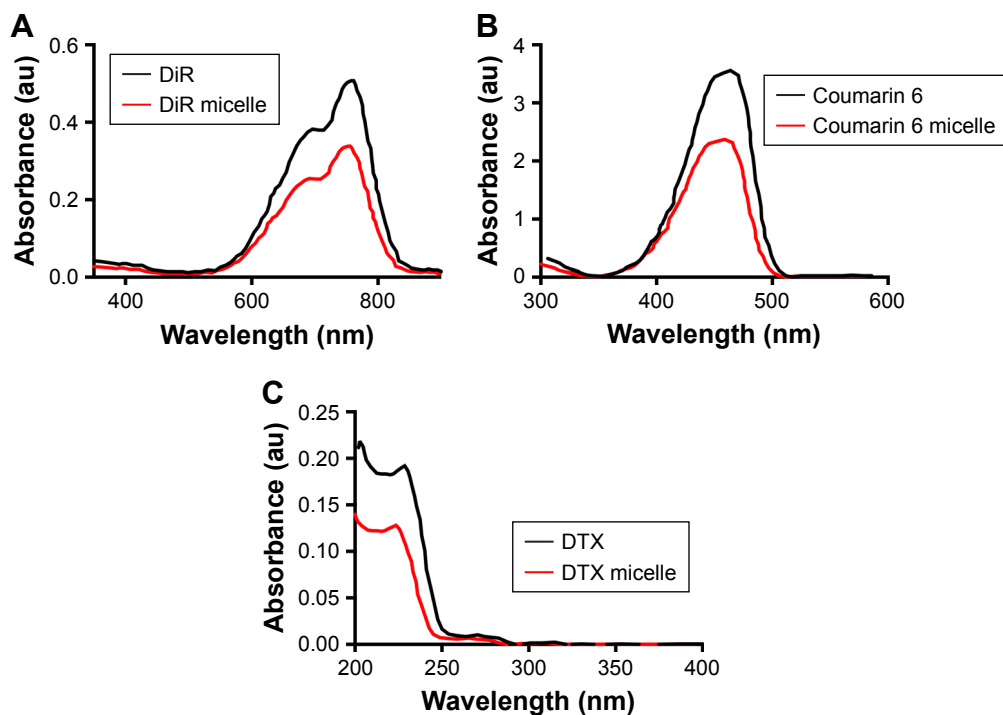 A
Absorbance (au)
0.6
0.4
0.2
0.0
400
600
800
Wavelength (nm)
DiR
DiR micelle
B
Absorbance (au)
4
3
2
1
0
300
400
500
600
Wavelength (nm)
Coumarin 6
Coumarin 6 micelle
C
Absorbance (au)
0.25
0.20
0.15
0.10
0.05
0.00
200
250
300
350
400
Wavelength (nm)
DTX
DTX micelle